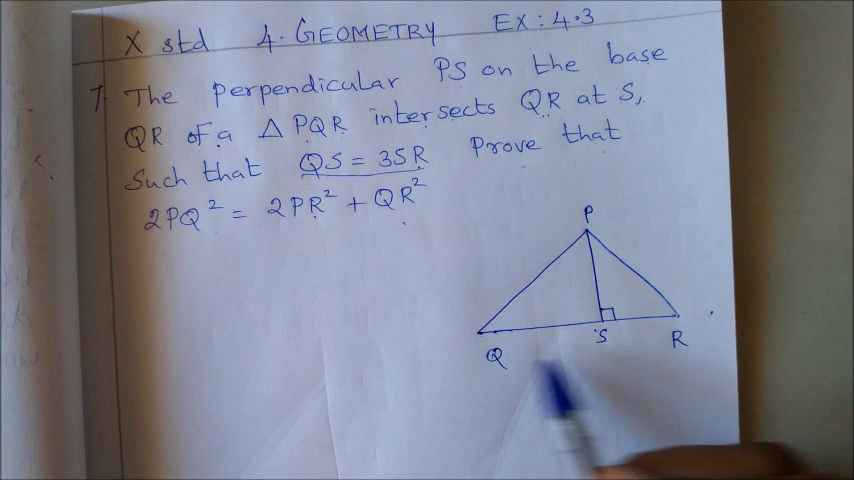 X std 4. GEOMETRY EX: 4.3
7. The perpendicular PS on the base
QR of a △ PQR intersects QR at S,
Such that QS = 3SR Prove that
2PQ² = 2PR² + QR²
P
Q S R